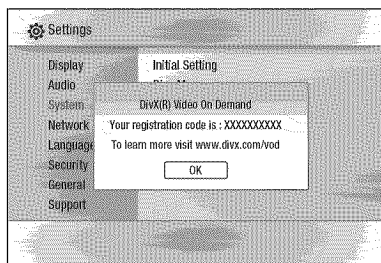 Settings
Display
Initial Setting
Audio
System
DivX(R) Video On Demand
Network
Your registration code is : XXXXXXXXXX
Language
To learn more visit www.divx.com/vod
Security
OK
General
Support